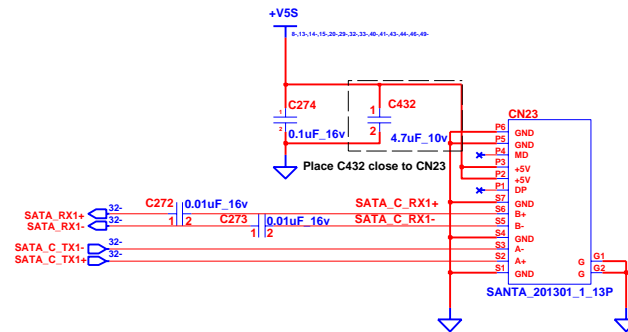 +V5S
8-,13-,14-,15-,20-,29-,32-,33-,40-,41-,43-,44-,46-,49-
1 C274
2 0.1uF_16v
1 C432
2 4.7uF_10v
Place C432 close to CN23
CN23
P6 GND
P5 GND
P4 MD
P3 +5V
P2 +5V
P1 DP
S7 GND
S6 B+
S5 B-
S4 GND
S3 A-
S2 A+
S1 GND
G G1
G G2
SANTA_201301_1_13P
C272 0.01uF_16v
1 2
C273 0.01uF_16v
1 2
SATA_RX1+ 32- SATA_C_RX1+
SATA_RX1- 32- SATA_C_RX1-
SATA_C_TX1- 32-
SATA_C_TX1+ 32-